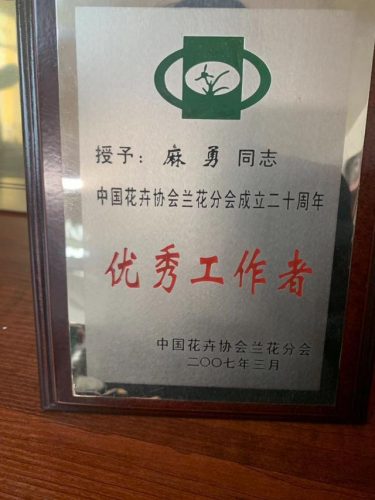 授予：麻勇同志
中国花卉协会兰花分会成立二十周年
优秀工作者
中国花卉协会兰花分会
二〇〇七年三月